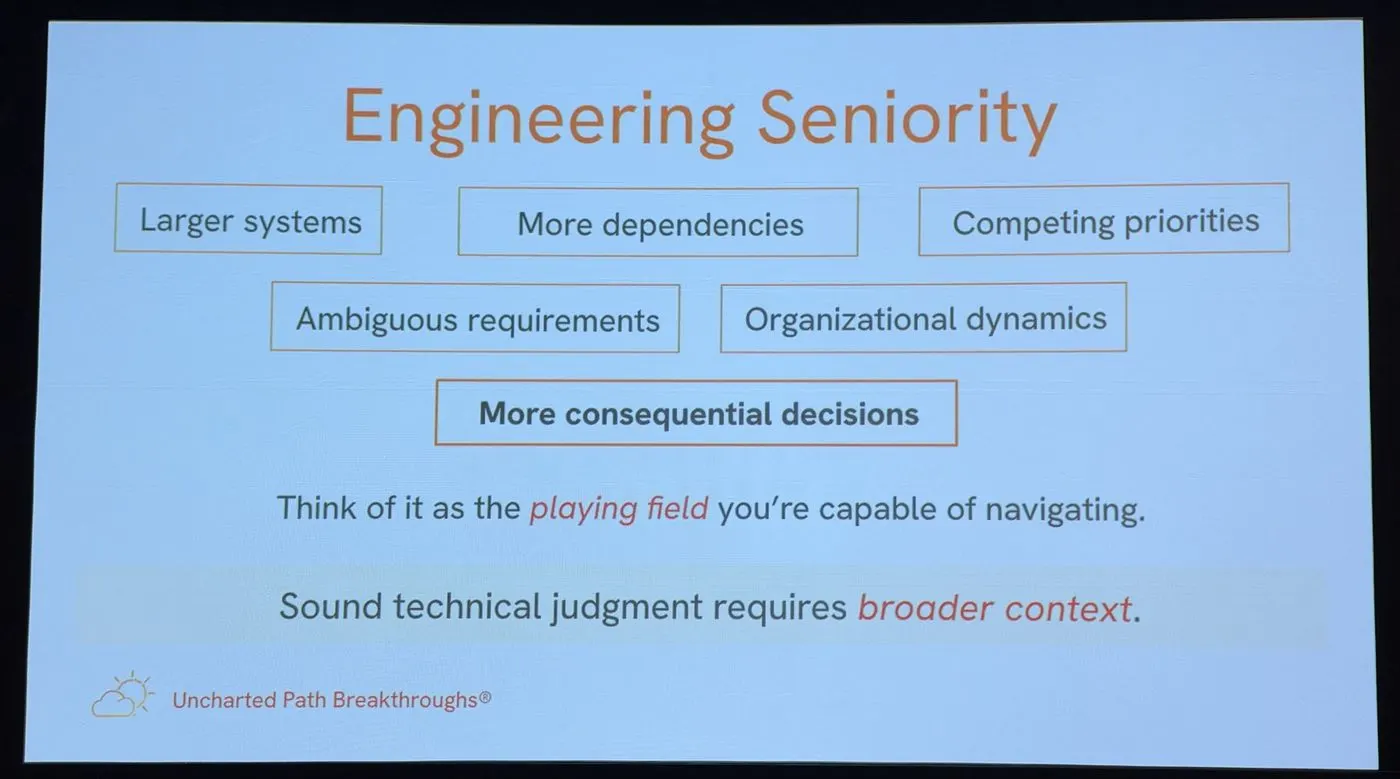 Engineering Seniority
Larger systems
More dependencies
Competing priorities
Ambiguous requirements
Organizational dynamics
More consequential decisions
Think of it as the playing field you’re capable of navigating.
Sound technical judgment requires broader context.
Uncharted Path Breakthroughs®